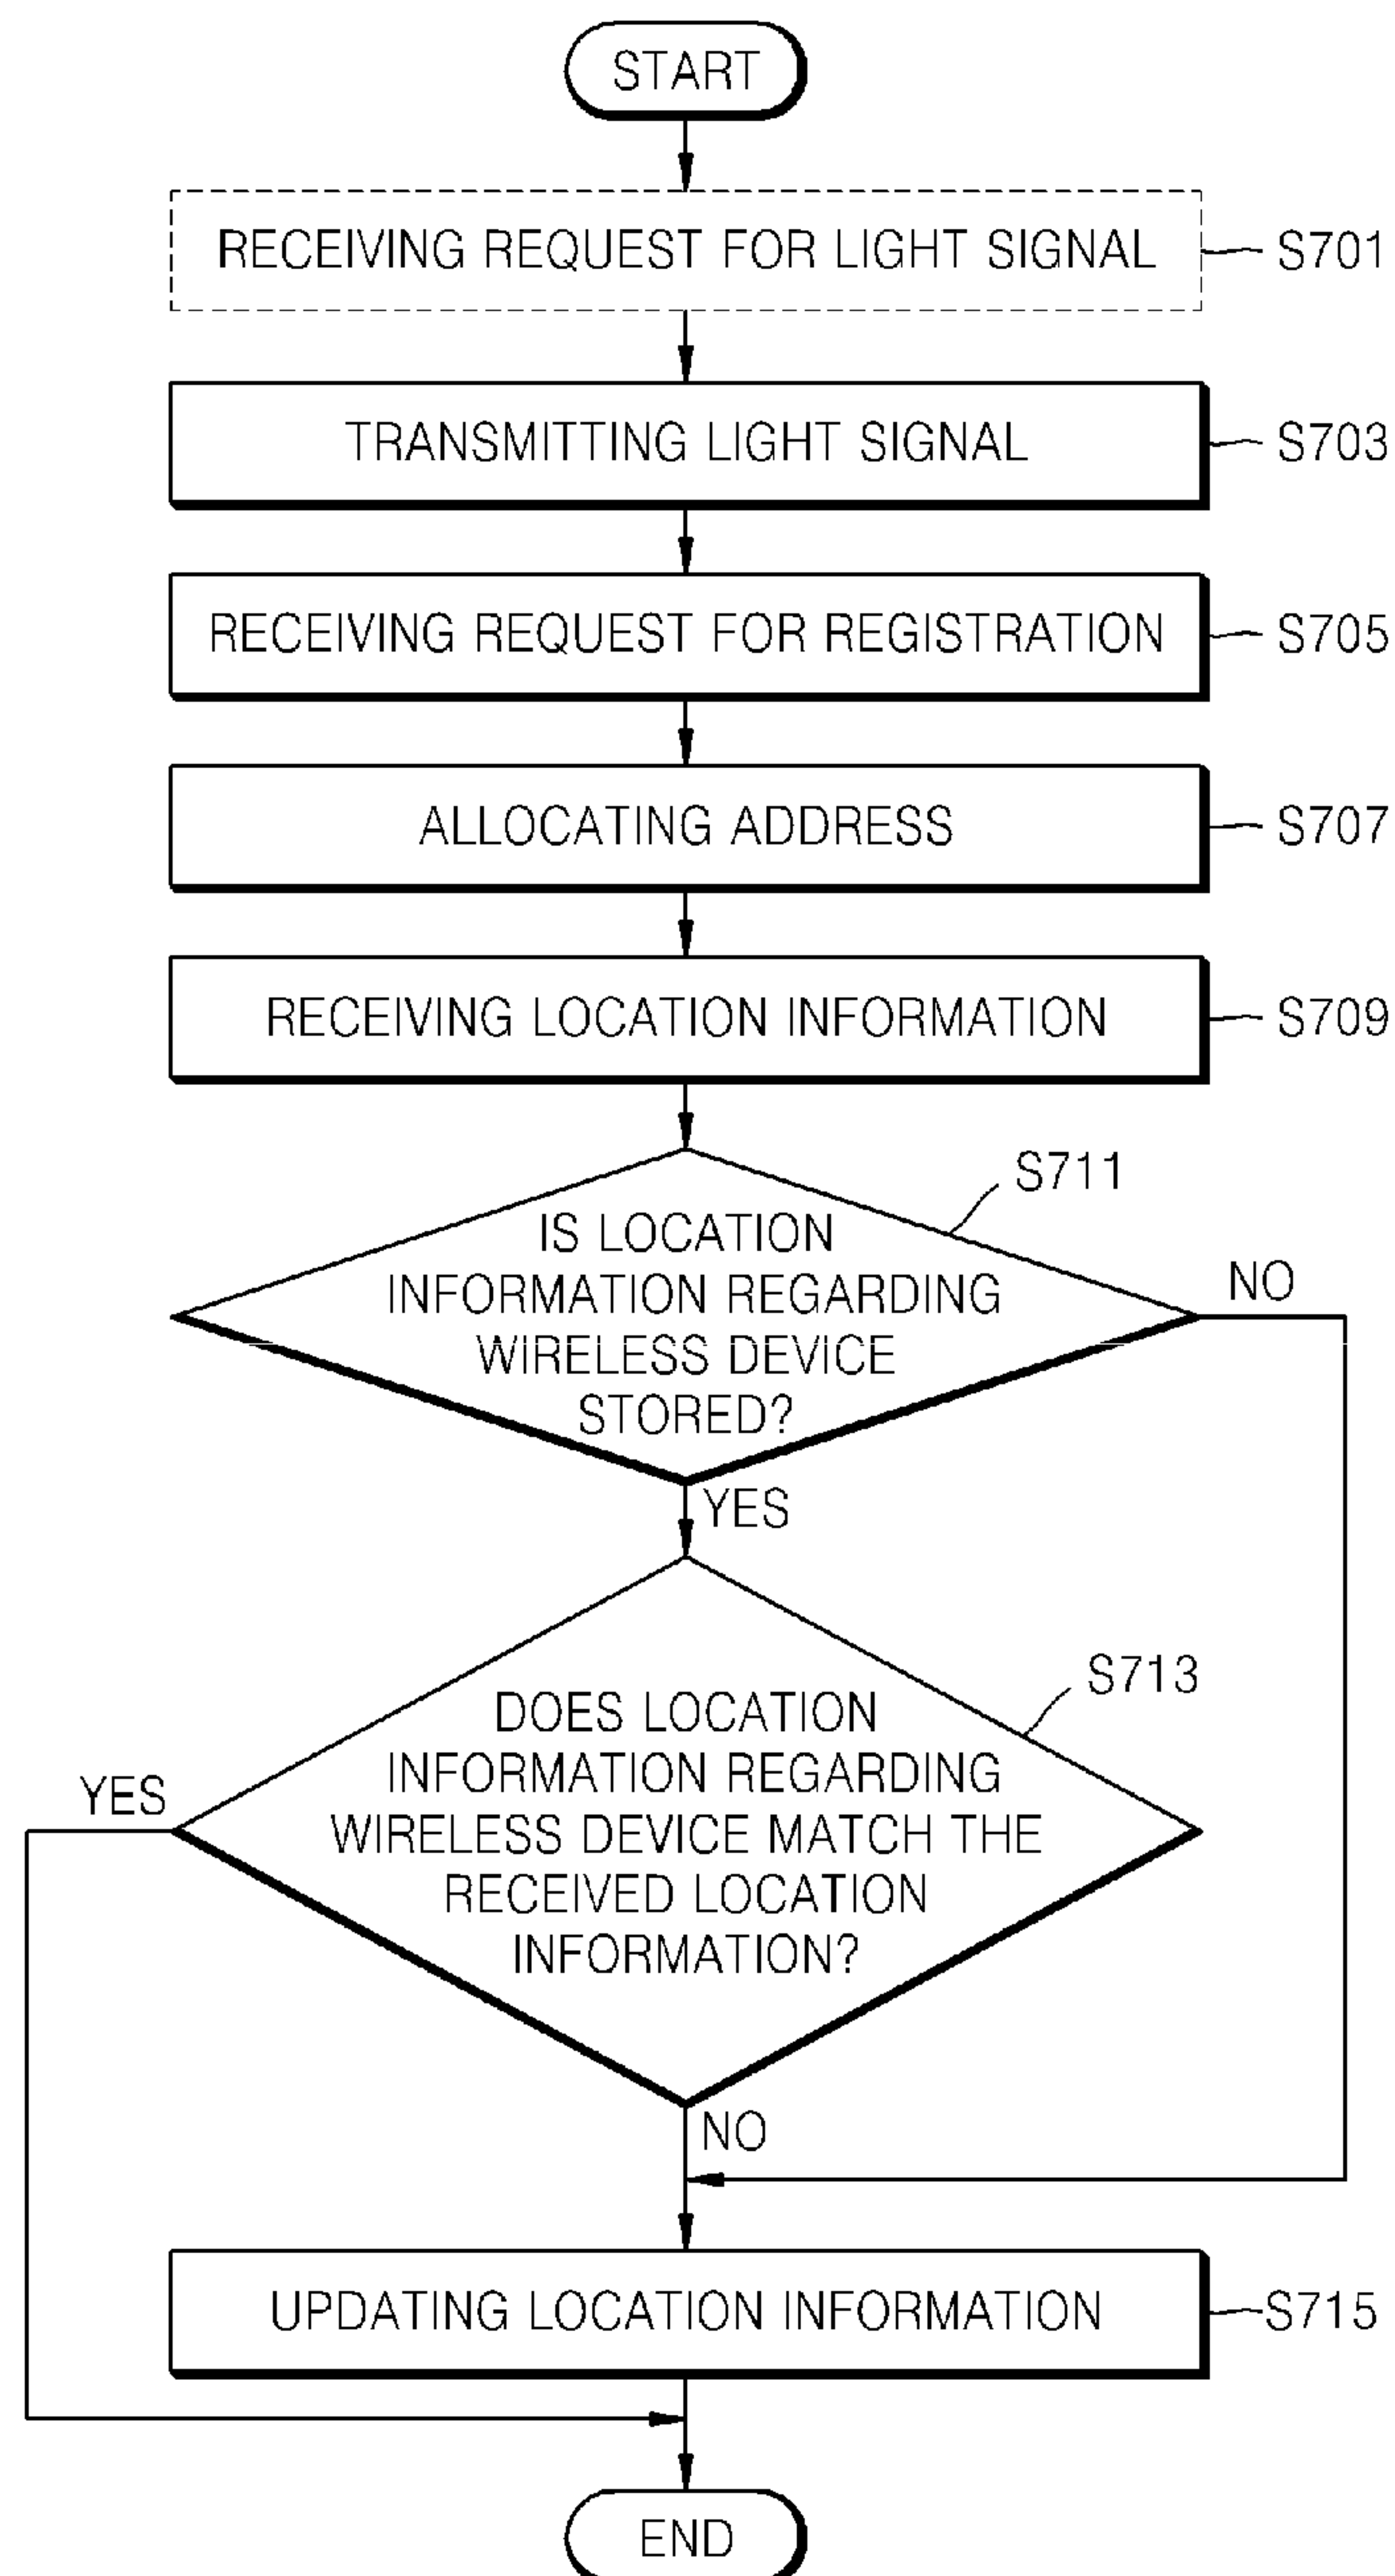 START
RECEIVING REQUEST FOR LIGHT SIGNAL
S701
TRANSMITTING LIGHT SIGNAL
S703
RECEIVING REQUEST FOR REGISTRATION
S705
ALLOCATING ADDRESS
S707
RECEIVING LOCATION INFORMATION
S709
S711
IS LOCATION
INFORMATION REGARDING
WIRELESS DEVICE
STORED?
NO
YES
S713
DOES LOCATION
INFORMATION REGARDING
WIRELESS DEVICE MATCH THE
RECEIVED LOCATION
INFORMATION?
YES
NO
UPDATING LOCATION INFORMATION
S715
END